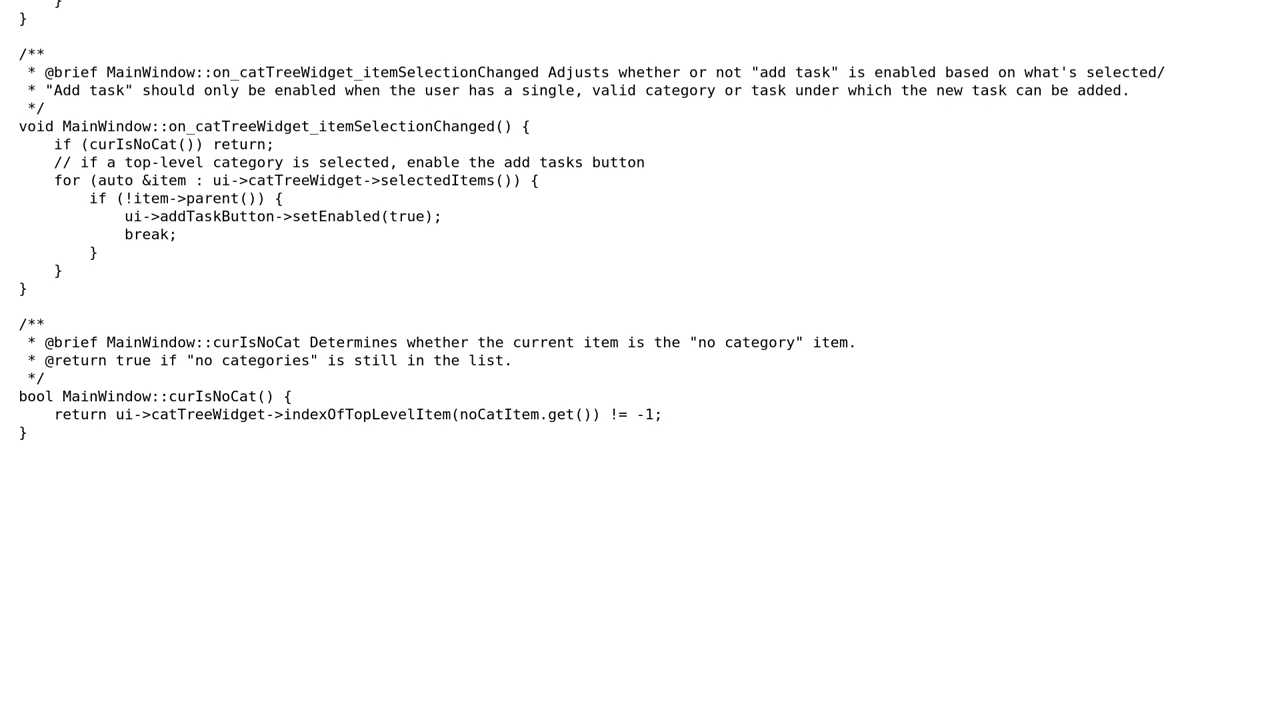 }
}

/**
 * @brief MainWindow::on_catTreeWidget_itemSelectionChanged Adjusts whether or not "add task" is enabled based on what's selected/
 * "Add task" should only be enabled when the user has a single, valid category or task under which the new task can be added.
 */
void MainWindow::on_catTreeWidget_itemSelectionChanged() {
    if (curIsNoCat()) return;
    // if a top-level category is selected, enable the add tasks button
    for (auto &item : ui->catTreeWidget->selectedItems()) {
        if (!item->parent()) {
            ui->addTaskButton->setEnabled(true);
            break;
        }
    }
}

/**
 * @brief MainWindow::curIsNoCat Determines whether the current item is the "no category" item.
 * @return true if "no categories" is still in the list.
 */
bool MainWindow::curIsNoCat() {
    return ui->catTreeWidget->indexOfTopLevelItem(noCatItem.get()) != -1;
}